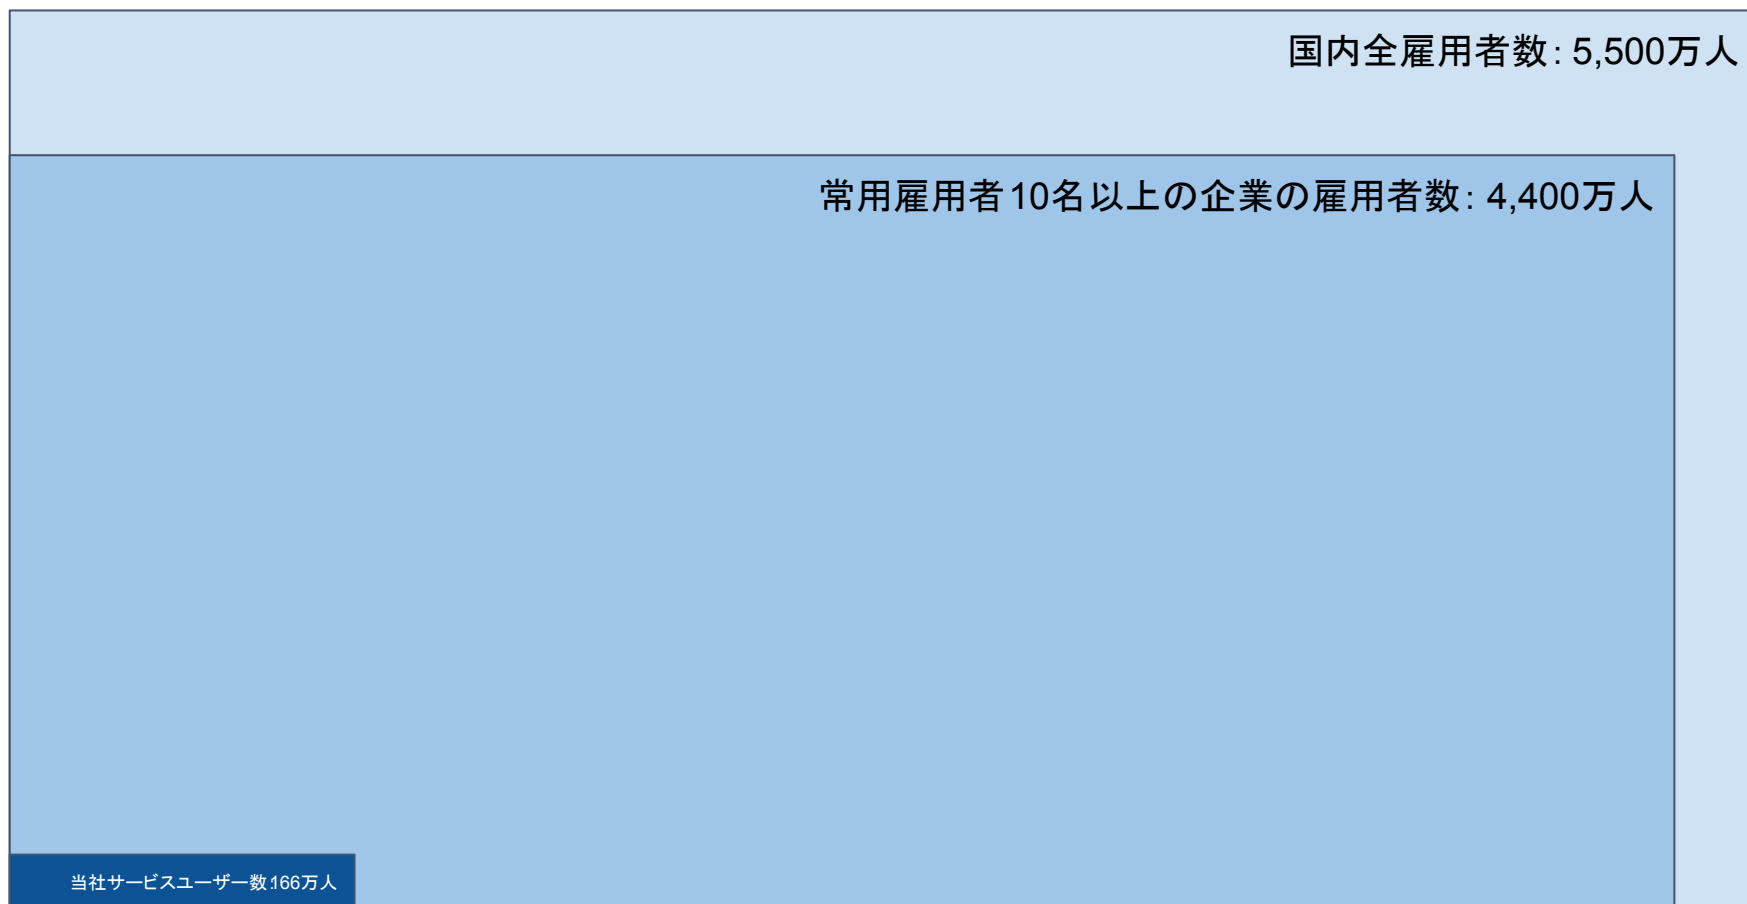 国内全雇用者数: 5,500万人
常用雇用者10名以上の企業の雇用者数: 4,400万人
当社サービスユーザー数:166万人